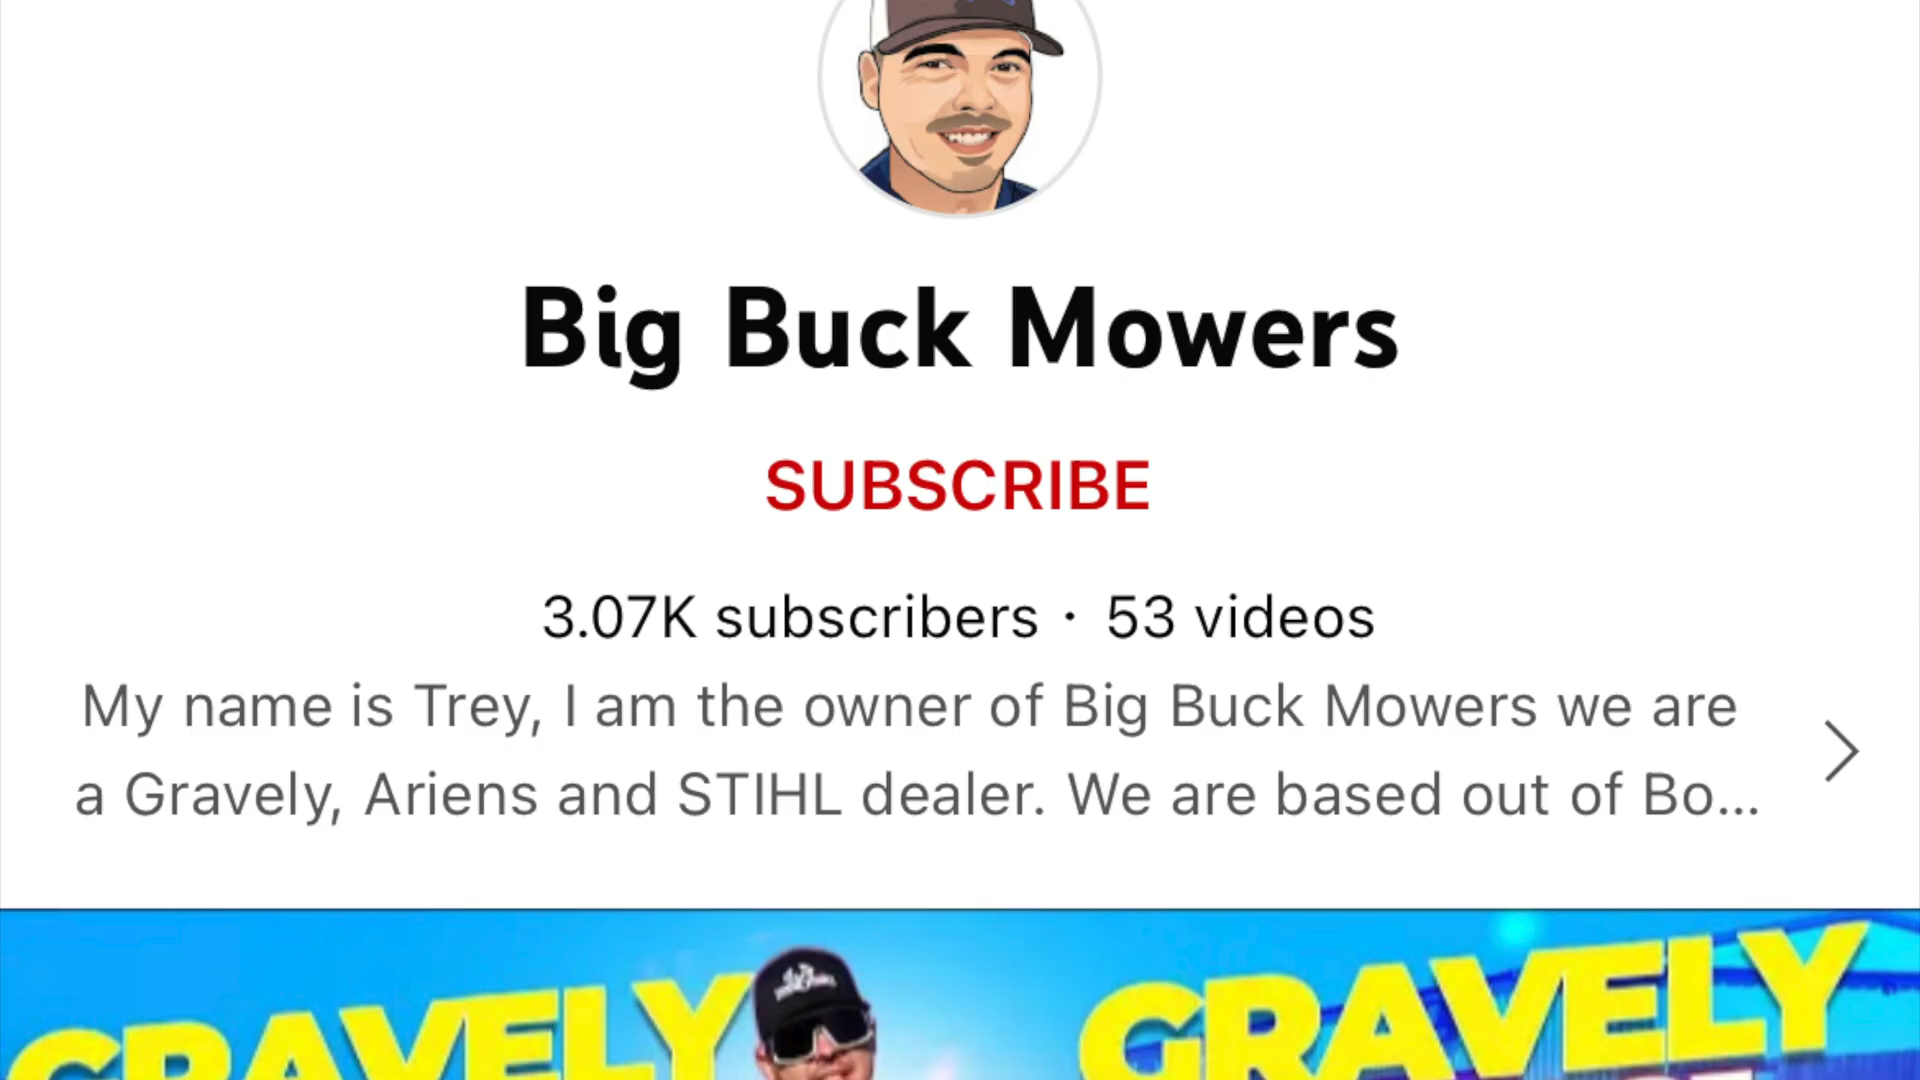 Big Buck Mowers
SUBSCRIBE
3.07K subscribers · 53 videos
My name is Trey, I am the owner of Big Buck Mowers we are
a Gravely, Ariens and STIHL dealer. We are based out of Bo...
GRAVELY GRAVELY